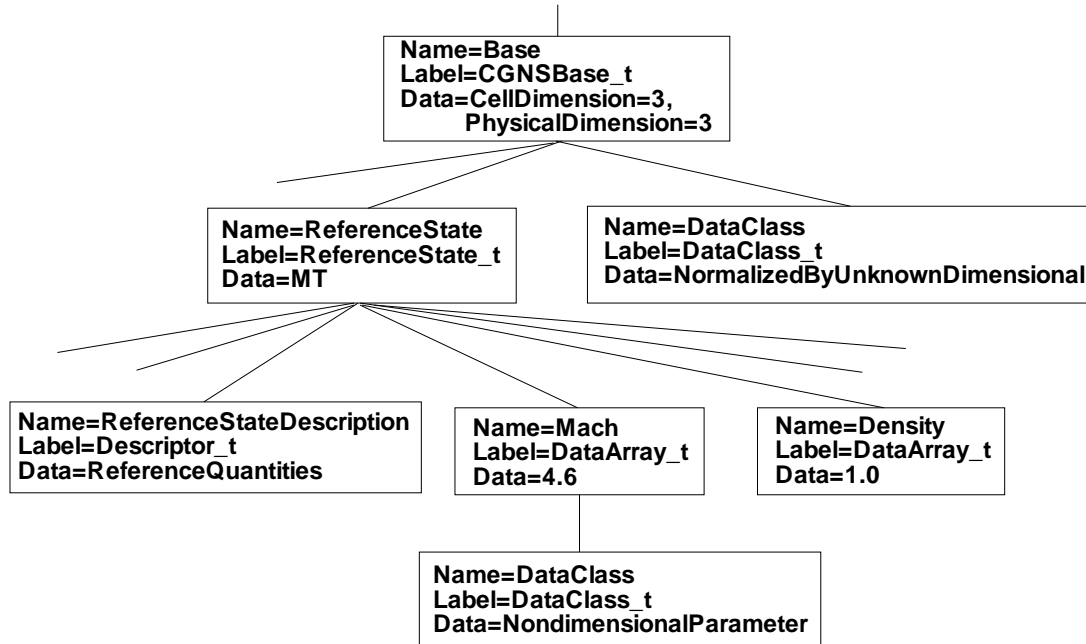 Name=Base
Label=CGNSBase_t
Data=CellDimension=3,
PhysicalDimension=3
Name=ReferenceState
Label=ReferenceState_t
Data=MT
Name=DataClass
Label=DataClass_t
Data=NormalizedByUnknownDimensional
Name=ReferenceStateDescription
Label=Descriptor_t
Data=ReferenceQuantities
Name=Mach
Label=DataArray_t
Data=4.6
Name=Density
Label=DataArray_t
Data=1.0
Name=DataClass
Label=DataClass_t
Data=NondimensionalParameter